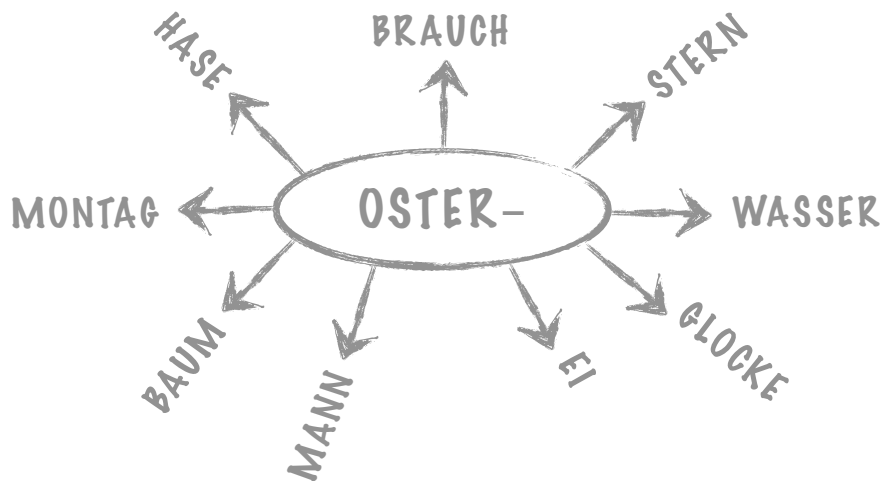 BRAUCH
HASE
STERN
MONTAG
OSTER–
WASSER
BAUM
MANN
EI
GLOCKE